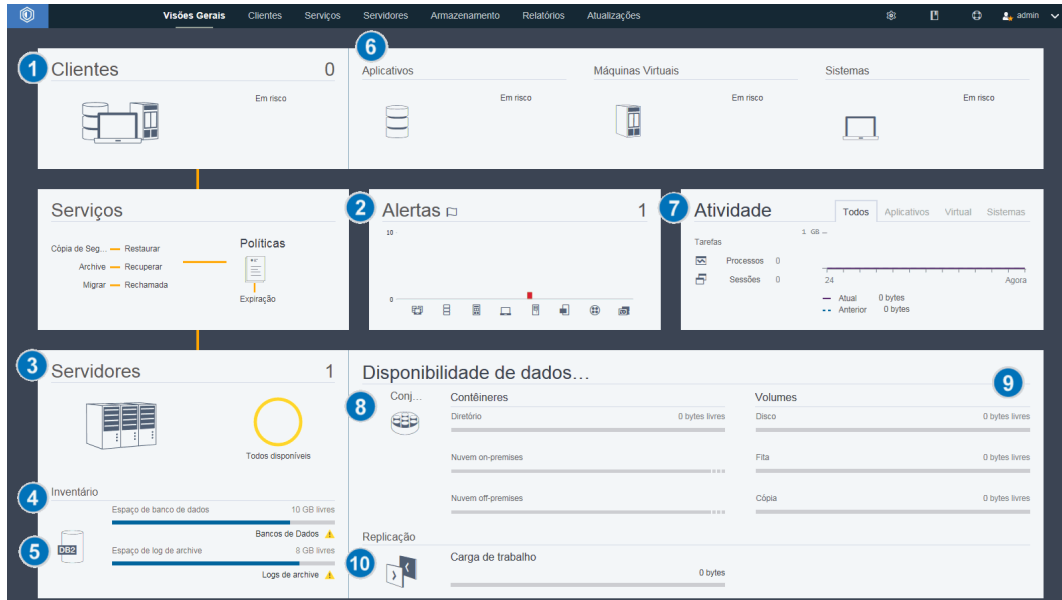 Visões Gerais Clientes Serviços Servidores Armazenamento Relatórios Atualizações admin
1 Clientes 0
Em risco
6
Aplicativos Máquinas Virtuais Sistemas
Em risco Em risco Em risco
Serviços
Cópia de Seg... Restaurar
Archive Recuperar
Migrar Rechamada
Políticas
Expiração
2 Alertas 1
10
0
7 Atividade Todos Aplicativos Virtual Sistemas
1 GB
Tarefas
Processos 0
Sessões 0
24 Agora
Atual 0 bytes
Anterior 0 bytes
3 Servidores 1
Todos disponíveis
4 Inventário
Espaço de banco de dados 10 GB livres
Bancos de Dados
5 DB2 Espaço de log de archive 8 GB livres
Logs de archive
Disponibilidade de dados...
8 Conj... Contêineres Volumes 9
Diretório 0 bytes livres Disco 0 bytes livres
Nuvem on-premises Fita 0 bytes livres
Nuvem off-premises Cópia 0 bytes livres
Replicação
10 Carga de trabalho
0 bytes